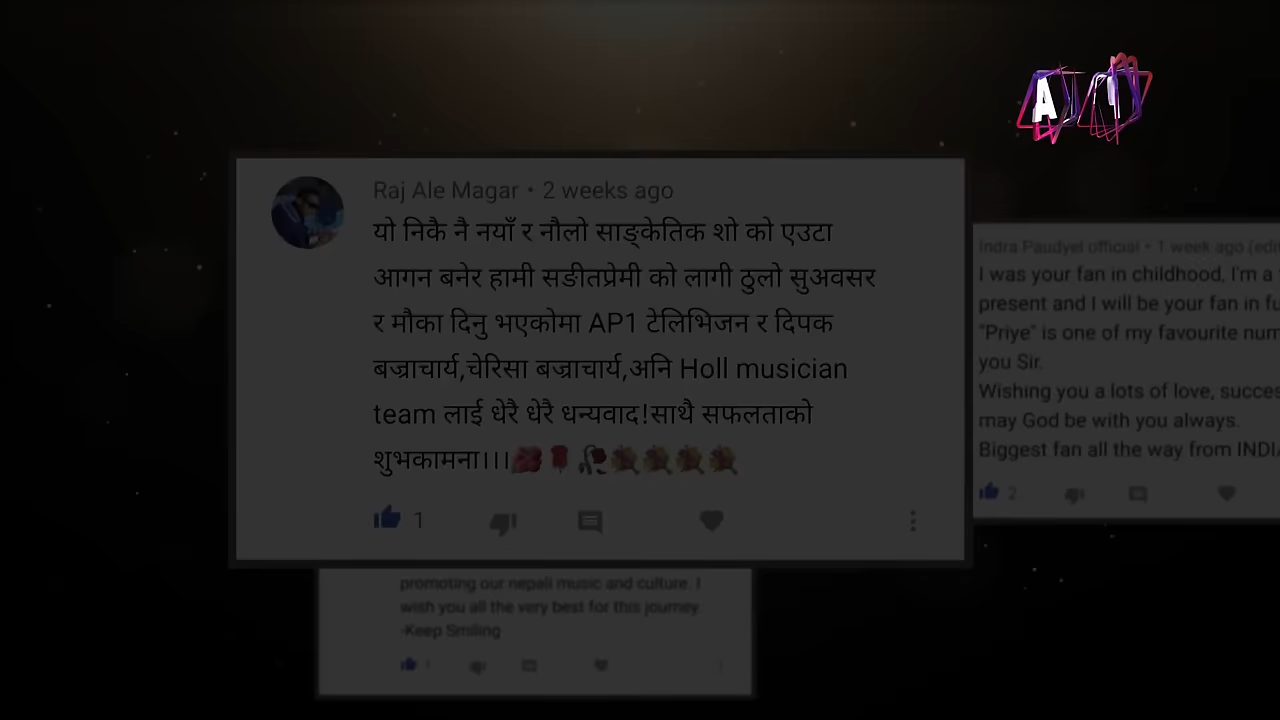 Raj Ale Magar • 2 weeks ago
यो निकै नै नयाँ र नौलो साङ्केतिक शो को एउटा
आगन बनेर हामी सङीतप्रेमी को लागी ठुलो सुअवसर
र मौका दिनु भएकोमा AP1 टेलिभिजन र दिपक
बज्राचार्य,चेरिसा बज्राचार्य,अनि Holl musician
team लाई धेरै धेरै धन्यवाद!साथै सफलताको
शुभकामना।।।🌺🌹🥀💐💐💐💐
1
Indra Paudyel official • 1 week ago
I was your fan in childhood, I'm a
present and I will be your fan in
"Priye" is one of my favourite
you Sir.
Wishing you a lots of love,
may God be with you always.
Biggest fan all the way from
2
promoting our nepali music and culture. I
wish you all the very best for this journey.
-Keep Smiling